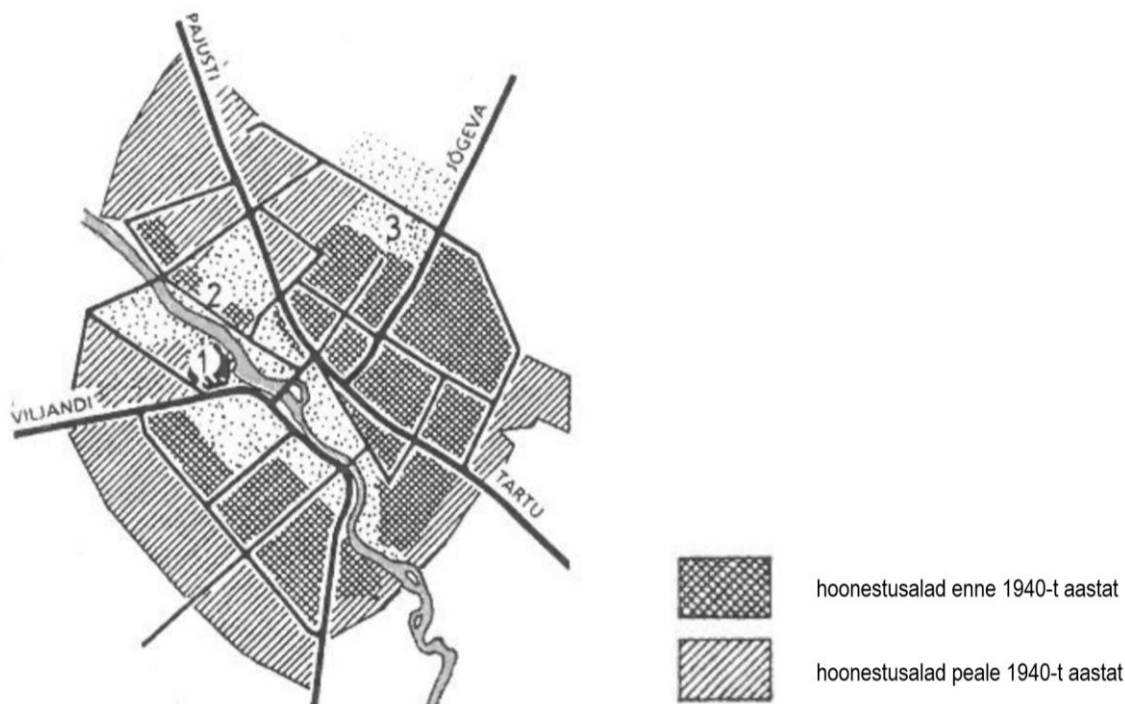 PAJUSTI
JÕGEVA
3
2
1
VILJANDI
TARTU
hoonestusalad enne 1940-t aastat
hoonestusalad peale 1940-t aastat